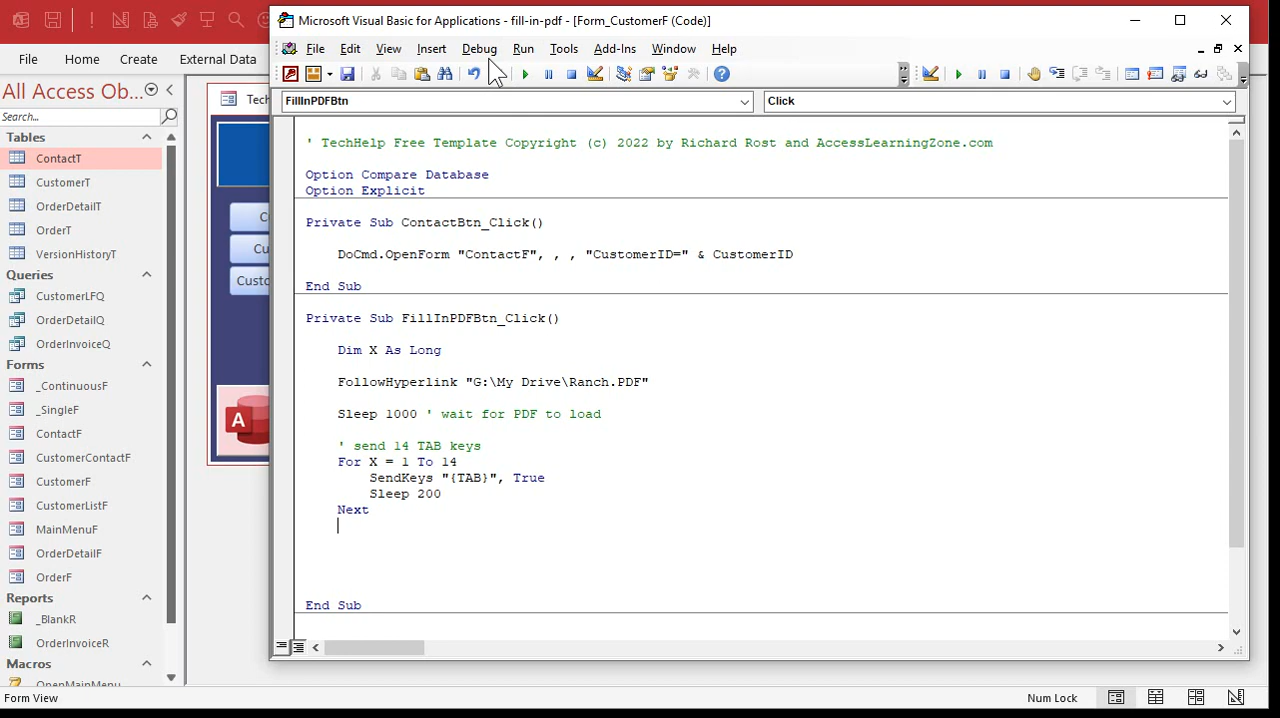 Microsoft Visual Basic for Applications - fill-in-pdf - [Form_CustomerF (Code)]
File Edit View Insert Debug Run Tools Add-Ins Window Help
File Home Create External Data
All Access Ob...
Search...
FillInPDFBtn
Click
Tables
ContactT
CustomerT
OrderDetailT
OrderT
VersionHistoryT
Queries
CustomerLFQ
OrderDetailQ
OrderInvoiceQ
Forms
_ContinuousF
_SingleF
ContactF
CustomerContactF
CustomerF
CustomerListF
MainMenuF
OrderDetailF
OrderF
Reports
_BlankR
OrderInvoiceR
Macros
OpenMainMenu
Tech
C
Cu
Custo
A
' TechHelp Free Template Copyright (c) 2022 by Richard Rost and AccessLearningZone.com
Option Compare Database
Option Explicit
Private Sub ContactBtn_Click()
DoCmd.OpenForm "ContactF", , , "CustomerID=" & CustomerID
End Sub
Private Sub FillInPDFBtn_Click()
Dim X As Long
FollowHyperlink "G:\My Drive\Ranch.PDF"
Sleep 1000 ' wait for PDF to load
' send 14 TAB keys
For X = 1 To 14
SendKeys "{TAB}", True
Sleep 200
Next
End Sub
Form View
Num Lock